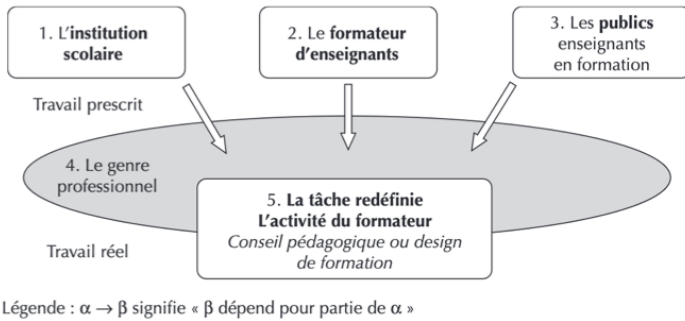 1. L’institution
scolaire
2. Le formateur
d’enseignants
3. Les publics
enseignants
en formation
Travail prescrit
4. Le genre
professionnel
5. La tâche redéfinie
L’activité du formateur
Conseil pédagogique ou design
de formation
Travail réel
Légende : α → β signifie « β dépend pour partie de α »